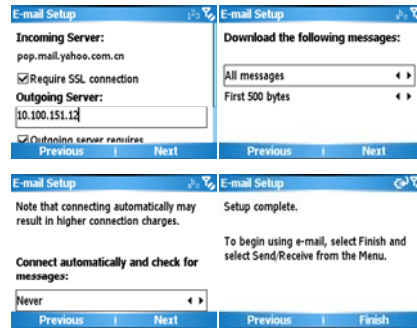 E-mail Setup
Incoming Server:
pop.mail.yahoo.com.cn
Require SSL connection
Outgoing Server:
10.100.151.12
Outgoing server requires
Previous Next
E-mail Setup
Download the following messages:
All messages
First 500 bytes
Previous Next
E-mail Setup
Note that connecting automatically may
result in higher connection charges.
Connect automatically and check for
messages:
Never
Previous Next
E-mail Setup
Setup complete.
To begin using e-mail, select Finish and
select Send/Receive from the Menu.
Previous Finish